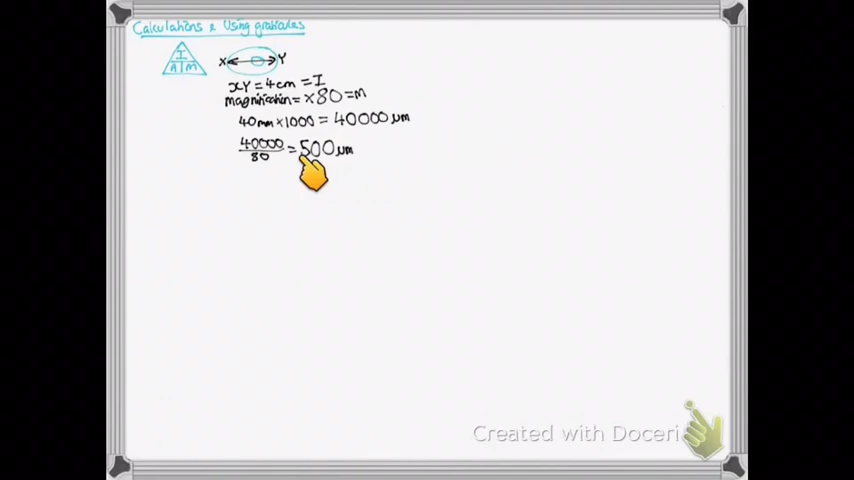 Calculations & Using graticules
I
A M
X Y
XY = 4cm = I
magnification = ×80 = M
40mm × 1000 = 40000 µm
40000
80
= 500 µm
Created with Doceri